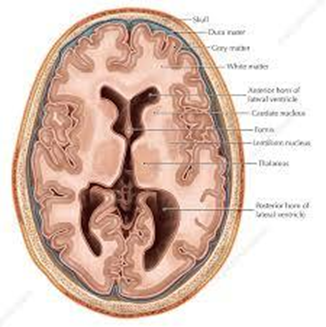 Skull
Dura mater
Grey matter
White matter
Anterior horn of
lateral ventricle
Caudate nucleus
Fornix
Lentiform nucleus
Thalamus
Posterior horn of
lateral ventricle